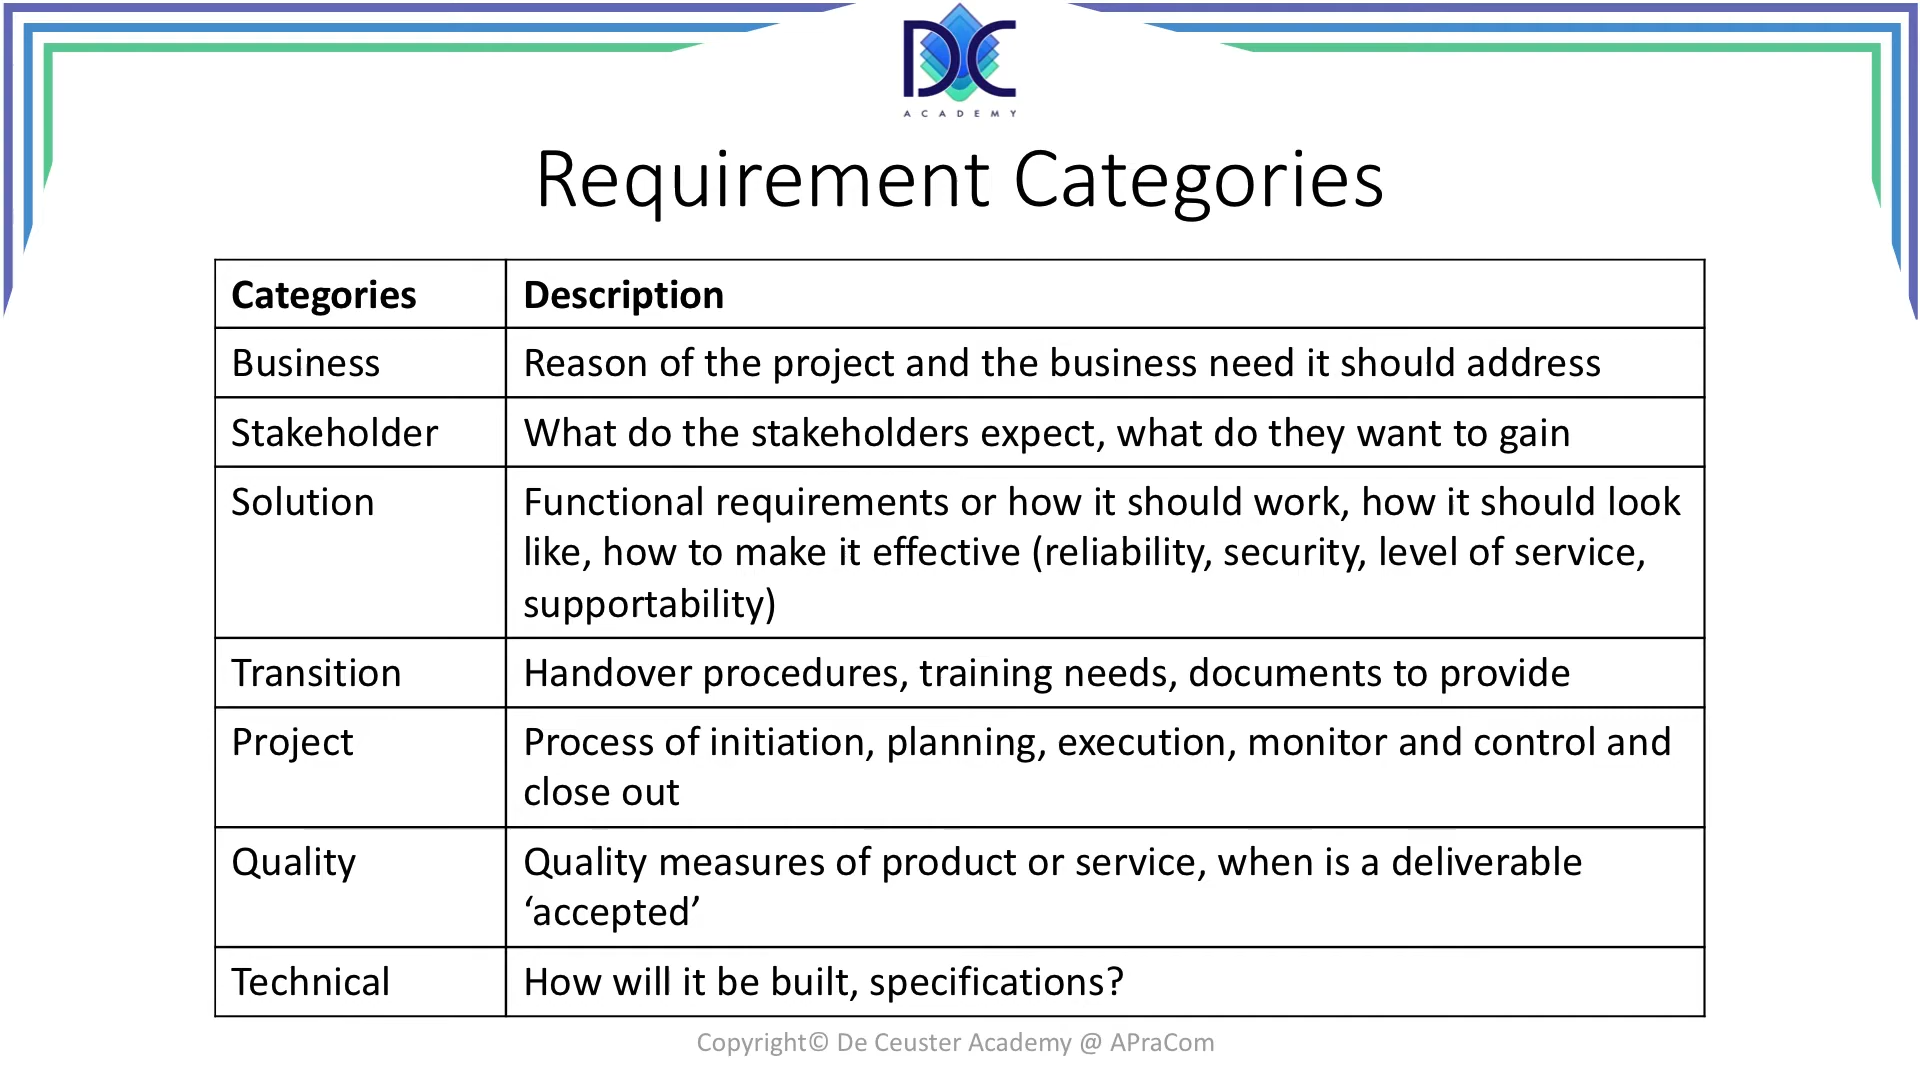 DC
ACADEMY
Requirement Categories
Categories Description
Business Reason of the project and the business need it should address
Stakeholder What do the stakeholders expect, what do they want to gain
Solution Functional requirements or how it should work, how it should look
like, how to make it effective (reliability, security, level of service,
supportability)
Transition Handover procedures, training needs, documents to provide
Project Process of initiation, planning, execution, monitor and control and
close out
Quality Quality measures of product or service, when is a deliverable
‘accepted’
Technical How will it be built, specifications?
Copyright© De Ceuster Academy @ APraCom